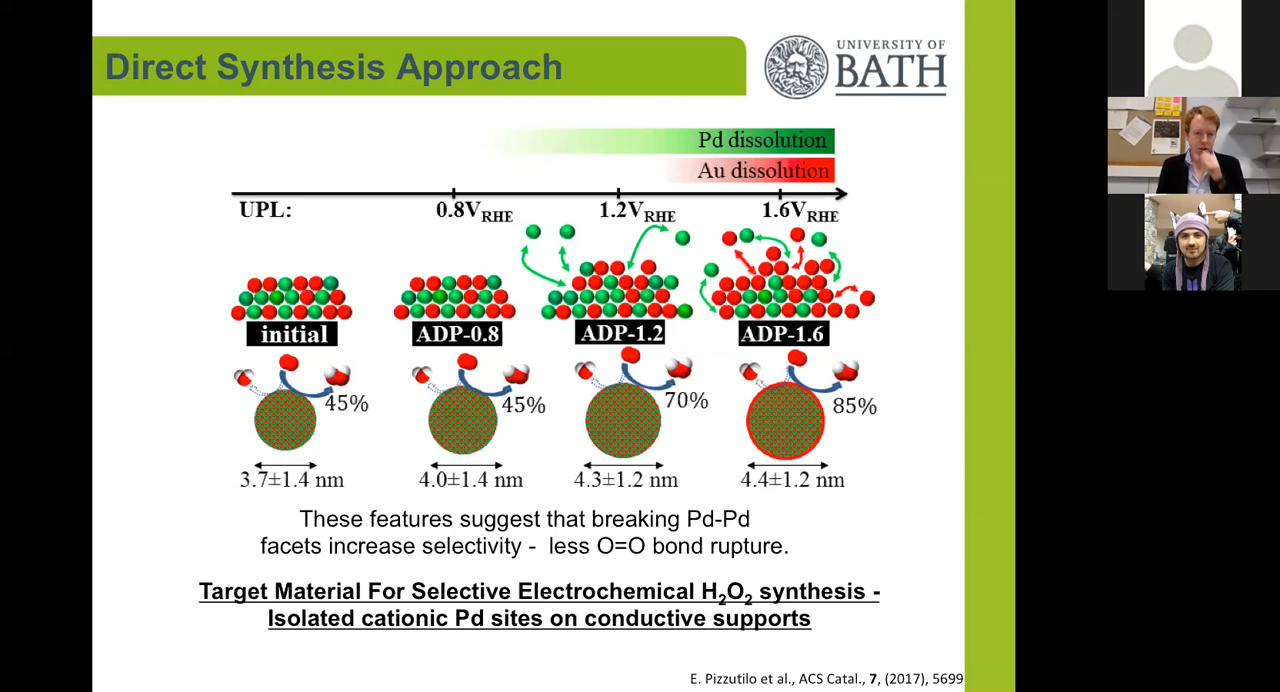 Direct Synthesis Approach
UNIVERSITY OF
BATH
Pd dissolution
Au dissolution
UPL: 0.8V_RHE 1.2V_RHE 1.6V_RHE
initial ADP-0.8 ADP-1.2 ADP-1.6
45% 45% 70% 85%
3.7±1.4 nm 4.0±1.4 nm 4.3±1.2 nm 4.4±1.2 nm
These features suggest that breaking Pd-Pd
facets increase selectivity - less O=O bond rupture.
Target Material For Selective Electrochemical H₂O₂ synthesis -
Isolated cationic Pd sites on conductive supports
E. Pizzutilo et al., ACS Catal., 7, (2017), 5699